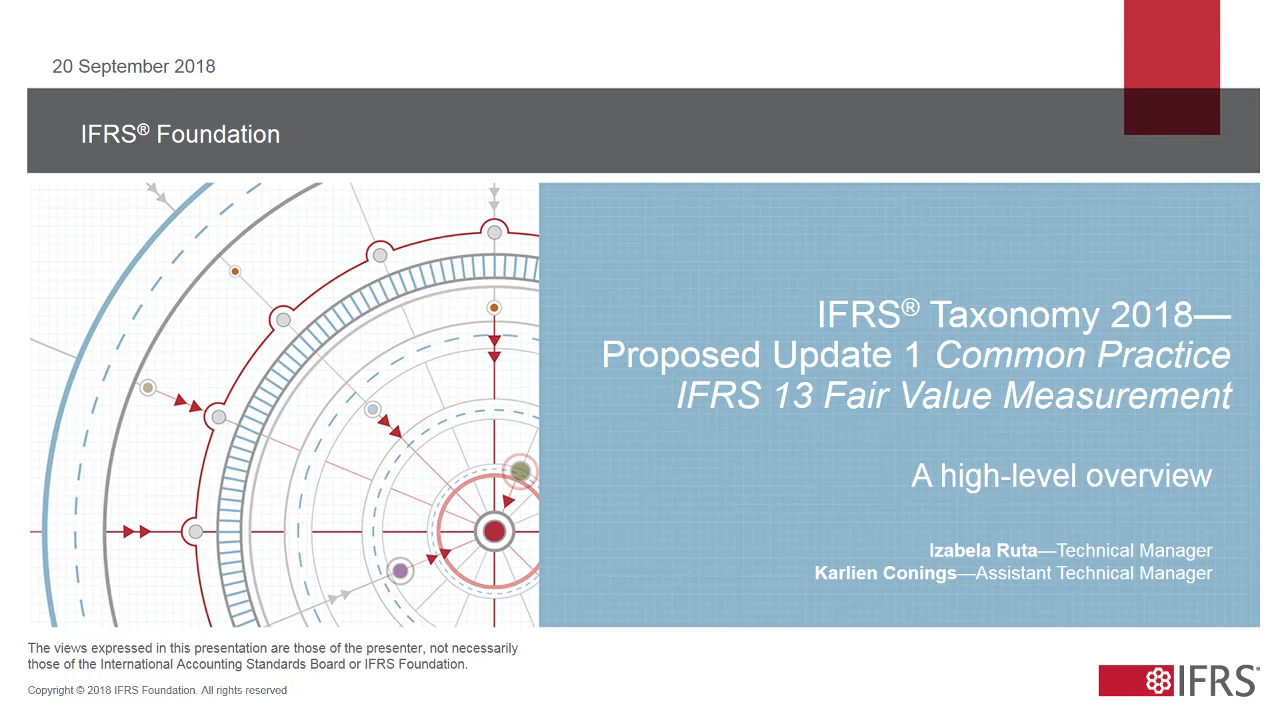 20 September 2018
IFRS® Foundation
IFRS® Taxonomy 2018—
Proposed Update 1 Common Practice
IFRS 13 Fair Value Measurement
A high-level overview
Izabela Ruta—Technical Manager
Karlien Conings—Assistant Technical Manager
The views expressed in this presentation are those of the presenter, not necessarily
those of the International Accounting Standards Board or IFRS Foundation.
Copyright © 2018 IFRS Foundation. All rights reserved
IFRS®